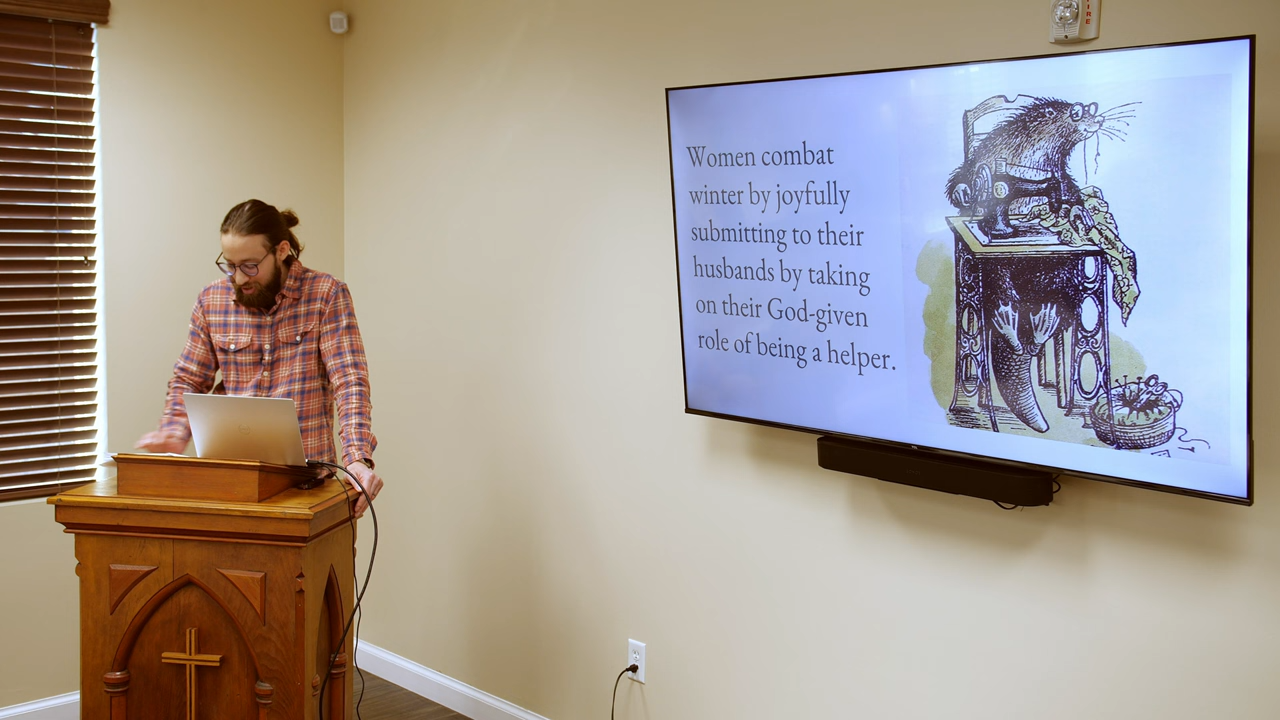 FIRE
Women combat
winter by joyfully
submitting to their
husbands by taking
on their God-given
role of being a helper.